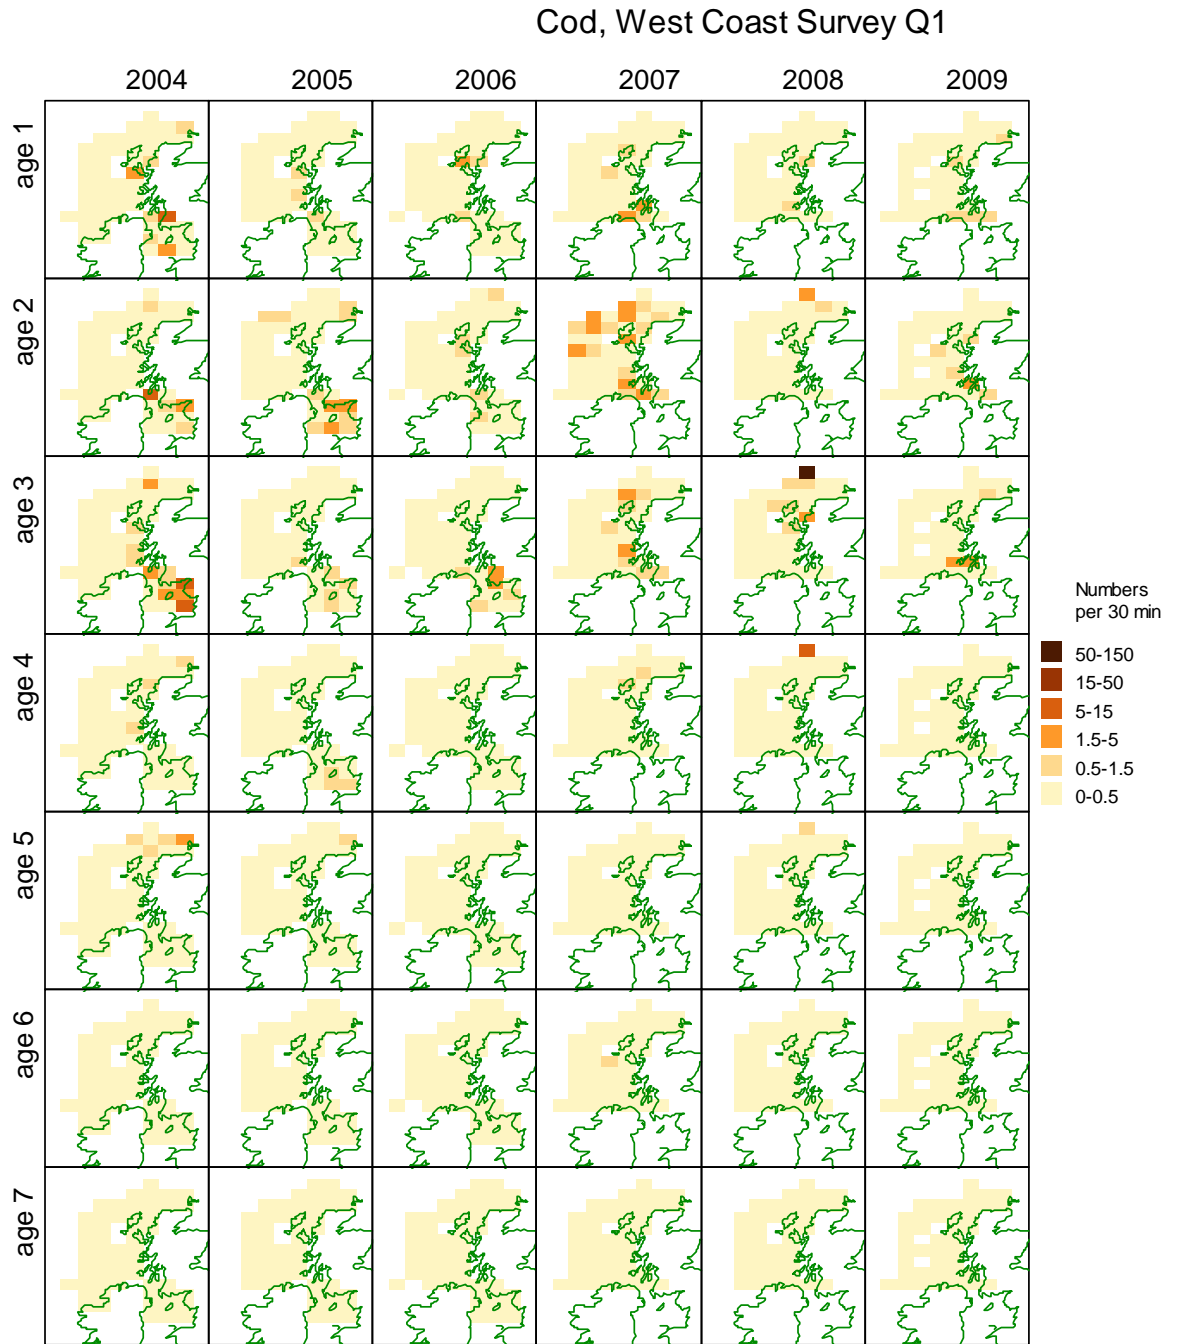 Cod, West Coast Survey Q1
2004 2005 2006 2007 2008 2009
age 1
age 2
age 3
age 4
age 5
age 6
age 7
Numbers
per 30 min
50-150
15-50
5-15
1.5-5
0.5-1.5
0-0.5